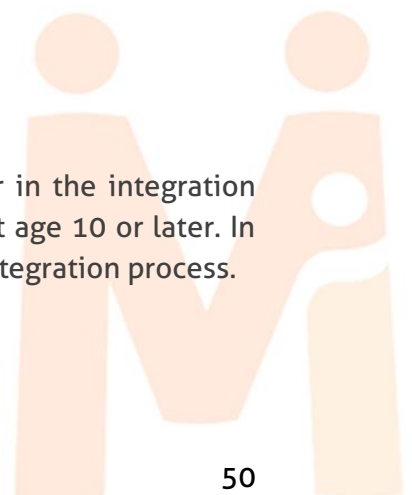 r in the integration
t age 10 or later. In
tegration process.
50